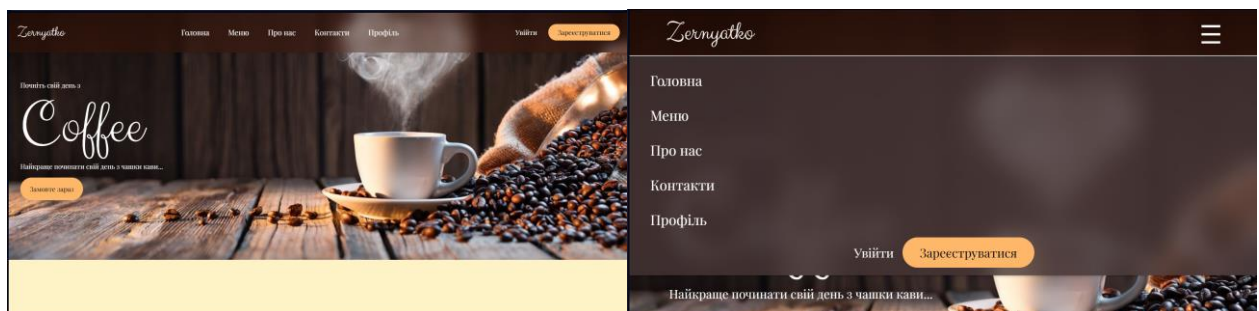 Zernyatko
Головна Меню Про нас Контакти Профіль
Увійти Зареєструватися
Почніть свій день з
Coffee
Найкраще починати свій день з чашки кави...
Замовте зараз
Zernyatko
Головна
Меню
Про нас
Контакти
Профіль
Увійти Зареєструватися
Найкраще починати свій день з чашки кави...